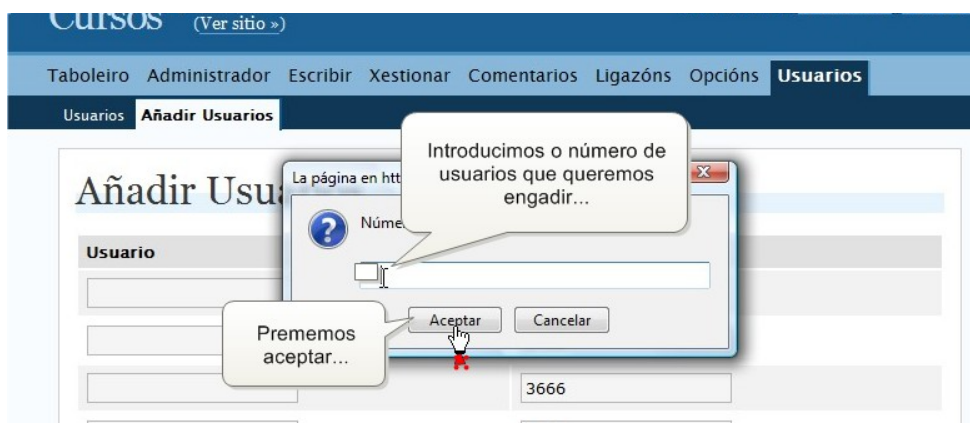 Cursos (Ver sitio »)
Taboleiro Administrador Escribir Xestionar Comentarios Ligazóns Opcións Usuarios
Usuarios Añadir Usuarios
Introducimos o número de
usuarios que queremos
engadir...
La página en htt
Añadir Usu
Núme
Usuario
Aceptar Cancelar
Prememos
aceptar...
3666